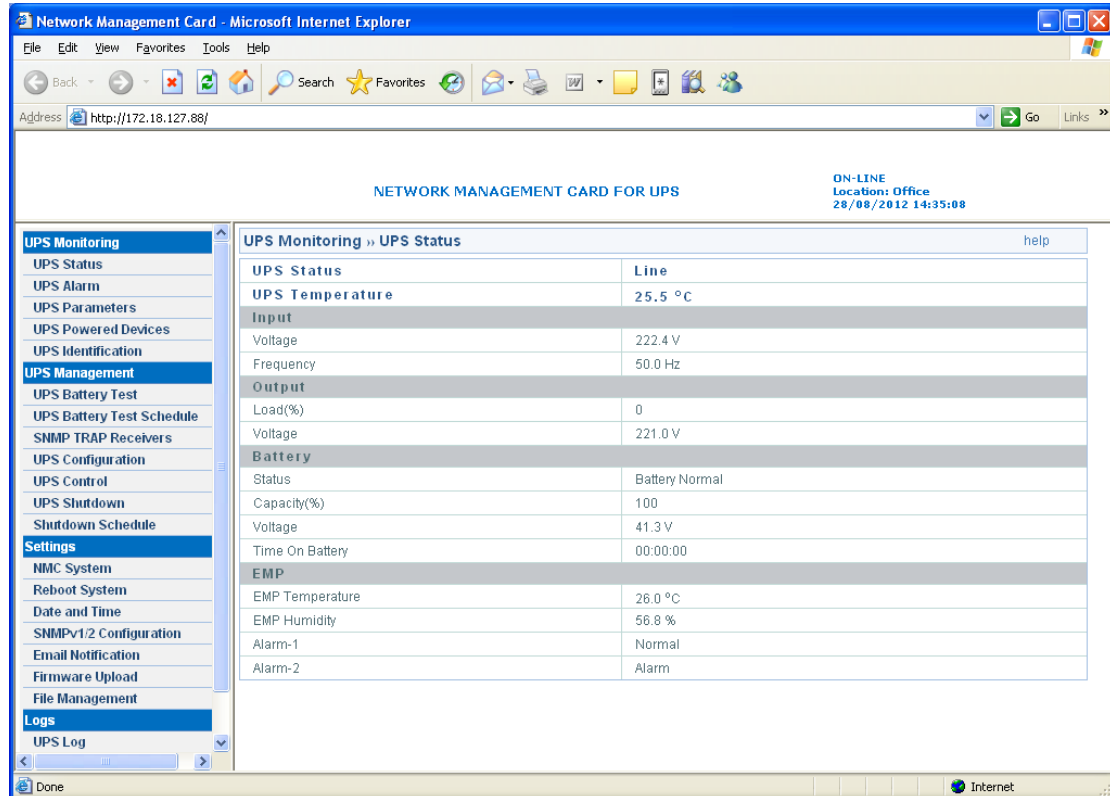 Network Management Card - Microsoft Internet Explorer
File Edit View Favorites Tools Help
Back Search Favorites
Address http://172.18.127.88/ Go Links »
NETWORK MANAGEMENT CARD FOR UPS
ON-LINE
Location: Office
28/08/2012 14:35:08
UPS Monitoring
UPS Status
UPS Alarm
UPS Parameters
UPS Powered Devices
UPS Identification
UPS Management
UPS Battery Test
UPS Battery Test Schedule
SNMP TRAP Receivers
UPS Configuration
UPS Control
UPS Shutdown
Shutdown Schedule
Settings
NMC System
Reboot System
Date and Time
SNMPv1/2 Configuration
Email Notification
Firmware Upload
File Management
Logs
UPS Log
UPS Monitoring » UPS Status help
UPS Status Line
UPS Temperature 25.5 °C
Input
Voltage 222.4 V
Frequency 50.0 Hz
Output
Load(%) 0
Voltage 221.0 V
Battery
Status Battery Normal
Capacity(%) 100
Voltage 41.3 V
Time On Battery 00:00:00
EMP
EMP Temperature 26.0 °C
EMP Humidity 56.8 %
Alarm-1 Normal
Alarm-2 Alarm
Done Internet